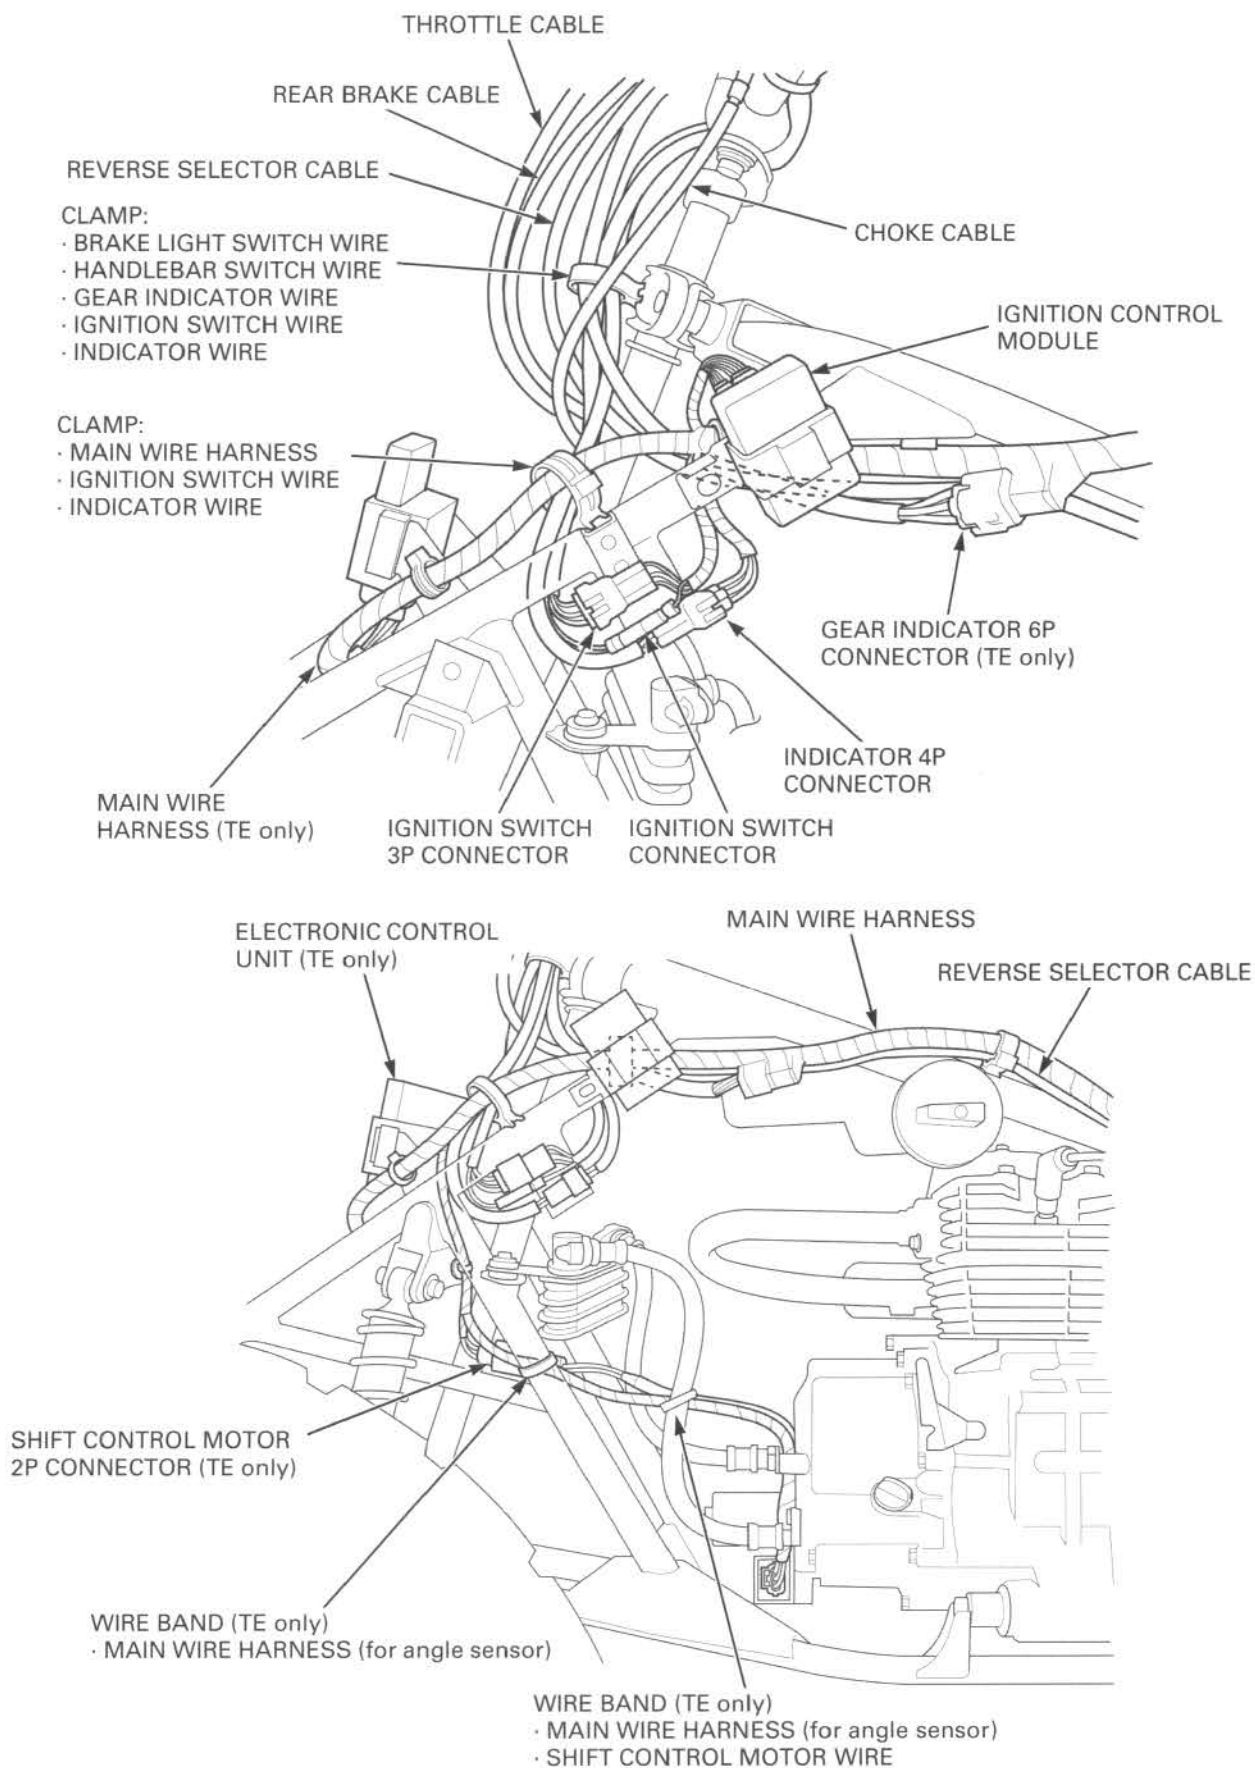 THROTTLE CABLE
REAR BRAKE CABLE
REVERSE SELECTOR CABLE
CLAMP:
· BRAKE LIGHT SWITCH WIRE
· HANDLEBAR SWITCH WIRE
· GEAR INDICATOR WIRE
· IGNITION SWITCH WIRE
· INDICATOR WIRE
CHOKE CABLE
IGNITION CONTROL
MODULE
CLAMP:
· MAIN WIRE HARNESS
· IGNITION SWITCH WIRE
· INDICATOR WIRE
GEAR INDICATOR 6P
CONNECTOR (TE only)
INDICATOR 4P
CONNECTOR
MAIN WIRE
HARNESS (TE only)
IGNITION SWITCH
3P CONNECTOR
IGNITION SWITCH
CONNECTOR
ELECTRONIC CONTROL
UNIT (TE only)
MAIN WIRE HARNESS
REVERSE SELECTOR CABLE
SHIFT CONTROL MOTOR
2P CONNECTOR (TE only)
WIRE BAND (TE only)
· MAIN WIRE HARNESS (for angle sensor)
WIRE BAND (TE only)
· MAIN WIRE HARNESS (for angle sensor)
· SHIFT CONTROL MOTOR WIRE